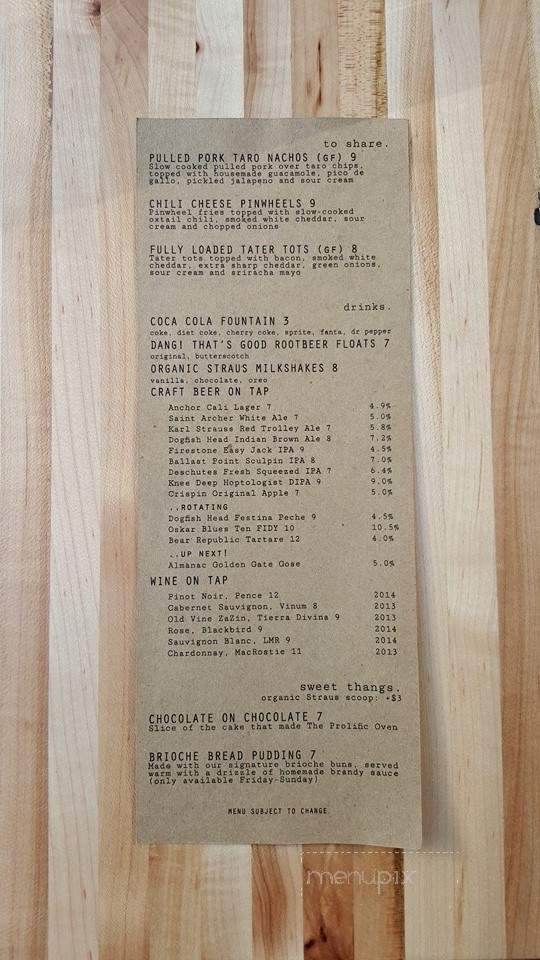 to share.
PULLED PORK TARO NACHOS (GF) 9
Slow cooked pulled pork over taro chips,
topped with housemade guacamole, pico de
gallo, pickled jalapeno and sour cream
CHILI CHEESE PINWHEELS 9
Pinwheel fries topped with slow-cooked
oxtail chili, smoked white cheddar, sour
cream and chopped onions
FULLY LOADED TATER TOTS (GF) 8
Tater tots topped with bacon, smoked white
cheddar, extra sharp cheddar, green onions,
sour cream and sriracha mayo
drinks.
COCA COLA FOUNTAIN 3
coke, diet coke, cherry coke, sprite, fanta, dr pepper
DANG! THAT'S GOOD ROOTBEER FLOATS 7
original, butterscotch
ORGANIC STRAUS MILKSHAKES 8
vanilla, chocolate, oreo
CRAFT BEER ON TAP
Anchor Cali Lager 7 4.9%
Saint Archer White Ale 7 5.0%
Karl Strauss Red Trolley Ale 7 5.8%
Dogfish Head Indian Brown Ale 8 7.2%
Firestone Easy Jack IPA 9 4.5%
Ballast Point Sculpin IPA 8 7.0%
Deschutes Fresh Squeezed IPA 7 6.4%
Knee Deep Hoptologist DIPA 9 9.0%
Crispin Original Apple 7 5.0%
..ROTATING
Dogfish Head Festina Peche 9 4.5%
Oskar Blues Ten FIDY 10 10.5%
Bear Republic Tartare 12 4.0%
..UP NEXT!
Almanac Golden Gate Gose 5.0%
WINE ON TAP
Pinot Noir, Pence 12 2014
Cabernet Sauvignon, Vinum 8 2013
Old Vine ZaZin, Tierra Divina 9 2013
Rose, Blackbird 9 2014
Sauvignon Blanc, LMR 9 2014
Chardonnay, MacRostie 11 2013
sweet thangs.
organic Straus scoop: +$3
CHOCOLATE ON CHOCOLATE 7
Slice of the cake that made The Prolific Oven
BRIOCHE BREAD PUDDING 7
Made with our signature brioche buns, served
warm with a drizzle of homemade brandy sauce
(only available Friday-Sunday)
MENU SUBJECT TO CHANGE.
menupix